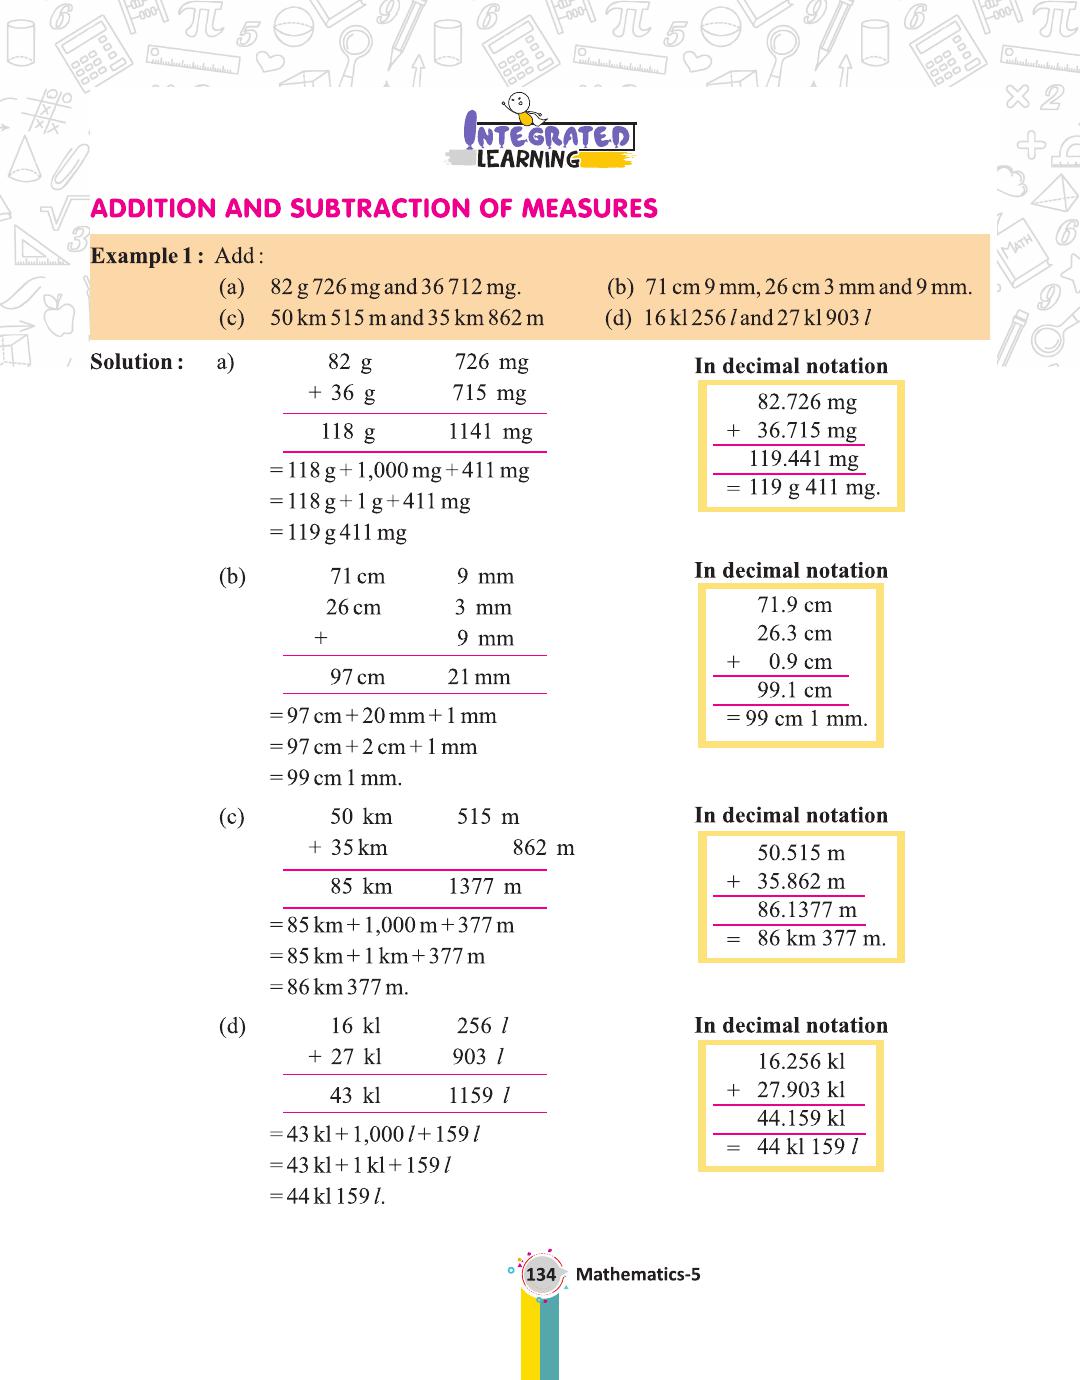 INTEGRATED
LEARNING
ADDITION AND SUBTRACTION OF MEASURES
Example 1 : Add :
(a) 82 g 726 mg and 36 712 mg. (b) 71 cm 9 mm, 26 cm 3 mm and 9 mm.
(c) 50 km 515 m and 35 km 862 m (d) 16 kl 256 l and 27 kl 903 l
Solution : a) 82 g 726 mg
+ 36 g 715 mg
118 g 1141 mg
= 118 g + 1,000 mg + 411 mg
= 118 g + 1 g + 411 mg
= 119 g 411 mg
In decimal notation
82.726 mg
+ 36.715 mg
119.441 mg
= 119 g 411 mg.
(b) 71 cm 9 mm
26 cm 3 mm
+ 9 mm
97 cm 21 mm
= 97 cm + 20 mm + 1 mm
= 97 cm + 2 cm + 1 mm
= 99 cm 1 mm.
In decimal notation
71.9 cm
26.3 cm
+ 0.9 cm
99.1 cm
= 99 cm 1 mm.
(c) 50 km 515 m
+ 35 km 862 m
85 km 1377 m
= 85 km + 1,000 m + 377 m
= 85 km + 1 km + 377 m
= 86 km 377 m.
In decimal notation
50.515 m
+ 35.862 m
86.1377 m
= 86 km 377 m.
(d) 16 kl 256 l
+ 27 kl 903 l
43 kl 1159 l
= 43 kl + 1,000 l + 159 l
= 43 kl + 1 kl + 159 l
= 44 kl 159 l.
In decimal notation
16.256 kl
+ 27.903 kl
44.159 kl
= 44 kl 159 l
134 Mathematics-5